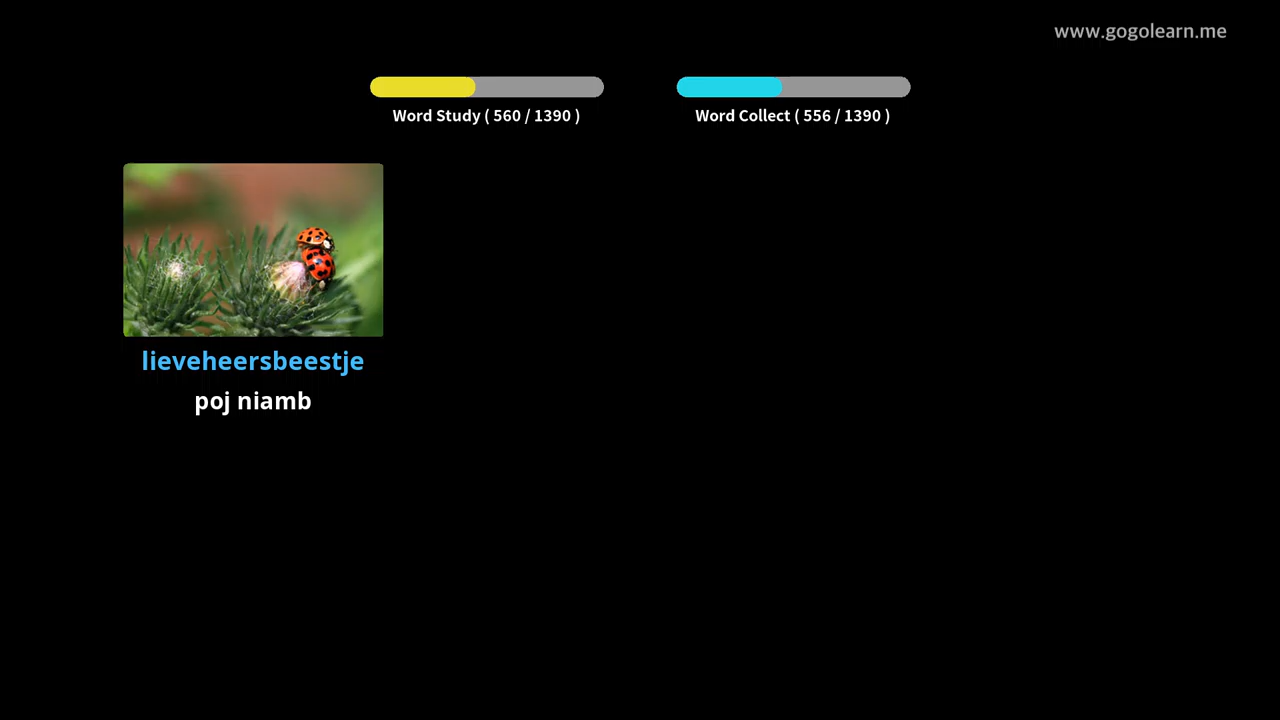 www.gogolearn.me
Word Study ( 560 / 1390 )
Word Collect ( 556 / 1390 )
lieveheersbeestje
poj niamb